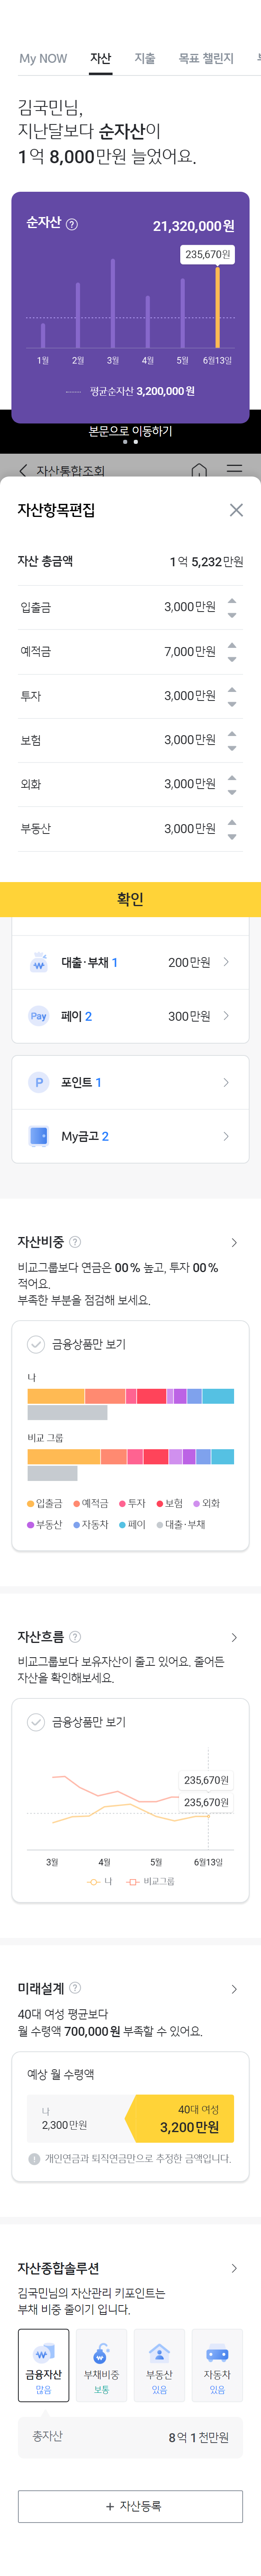 My NOW 자산 지출 목표 챌린지
김국민님,
지난달보다 순자산이
1억 8,000만원 늘었어요.
순자산 ? 21,320,000원
235,670원
1월 2월 3월 4월 5월 6월13일
평균순자산 3,200,000원
본문으로 이동하기
자산통합조회
자산항목편집
자산 총금액 1억 5,232만원
입출금 3,000만원
예적금 7,000만원
투자 3,000만원
보험 3,000만원
외화 3,000만원
부동산 3,000만원
확인
대출·부채 1 200만원
Pay 페이 2 300만원
P 포인트 1
My금고 2
자산비중 ?
비교그룹보다 연금은 00% 높고, 투자 00%
적어요.
부족한 부분을 점검해 보세요.
금융상품만 보기
나
비교 그룹
입출금 예적금 투자 보험 외화
부동산 자동차 페이 대출·부채
자산흐름 ?
비교그룹보다 보유자산이 줄고 있어요. 줄어든
자산을 확인해보세요.
금융상품만 보기
235,670원
235,670원
3월 4월 5월 6월13일
나 비교그룹
미래설계 ?
40대 여성 평균보다
월 수령액 700,000원 부족할 수 있어요.
예상 월 수령액
나 40대 여성
2,300만원 3,200만원
개인연금과 퇴직연금만으로 추정한 금액입니다.
자산종합솔루션
김국민님의 자산관리 키포인트는
부채 비중 줄이기 입니다.
금융자산 부채비중 부동산 자동차
많음 보통 있음 있음
총자산 8억 1천만원
+ 자산등록